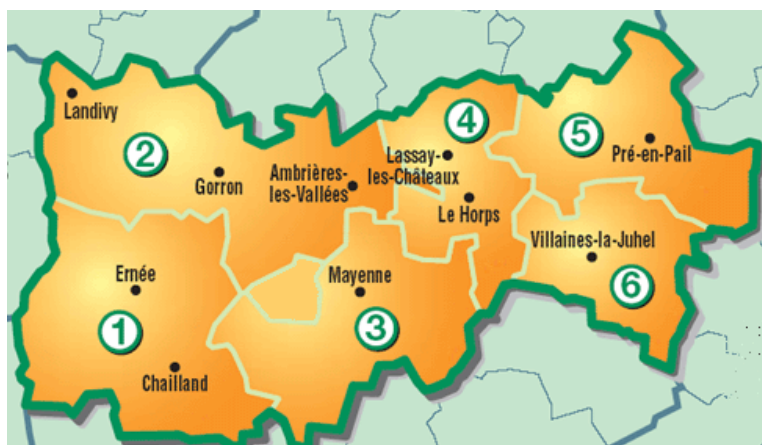 Landivy
2
Gorron
Ambrières-
les-Vallées
4
Lassay-
les-Châteaux
Le Horps
5
Pré-en-Pail
Villaines-la-Juhel
6
Ernée
1
Chailland
Mayenne
3